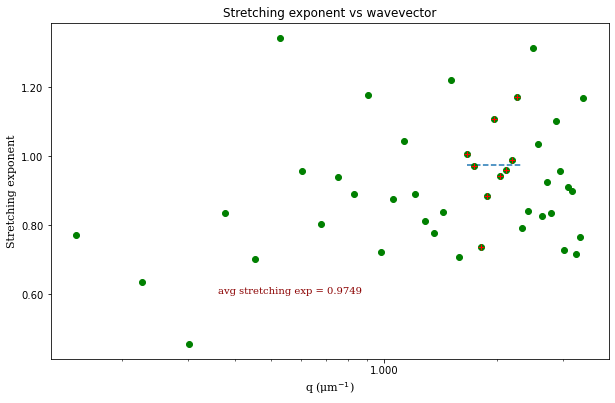 Stretching exponent vs wavevector
Stretching exponent
1.20
1.00
0.80
0.60
avg stretching exp = 0.9749
1.000
q (μm⁻¹)